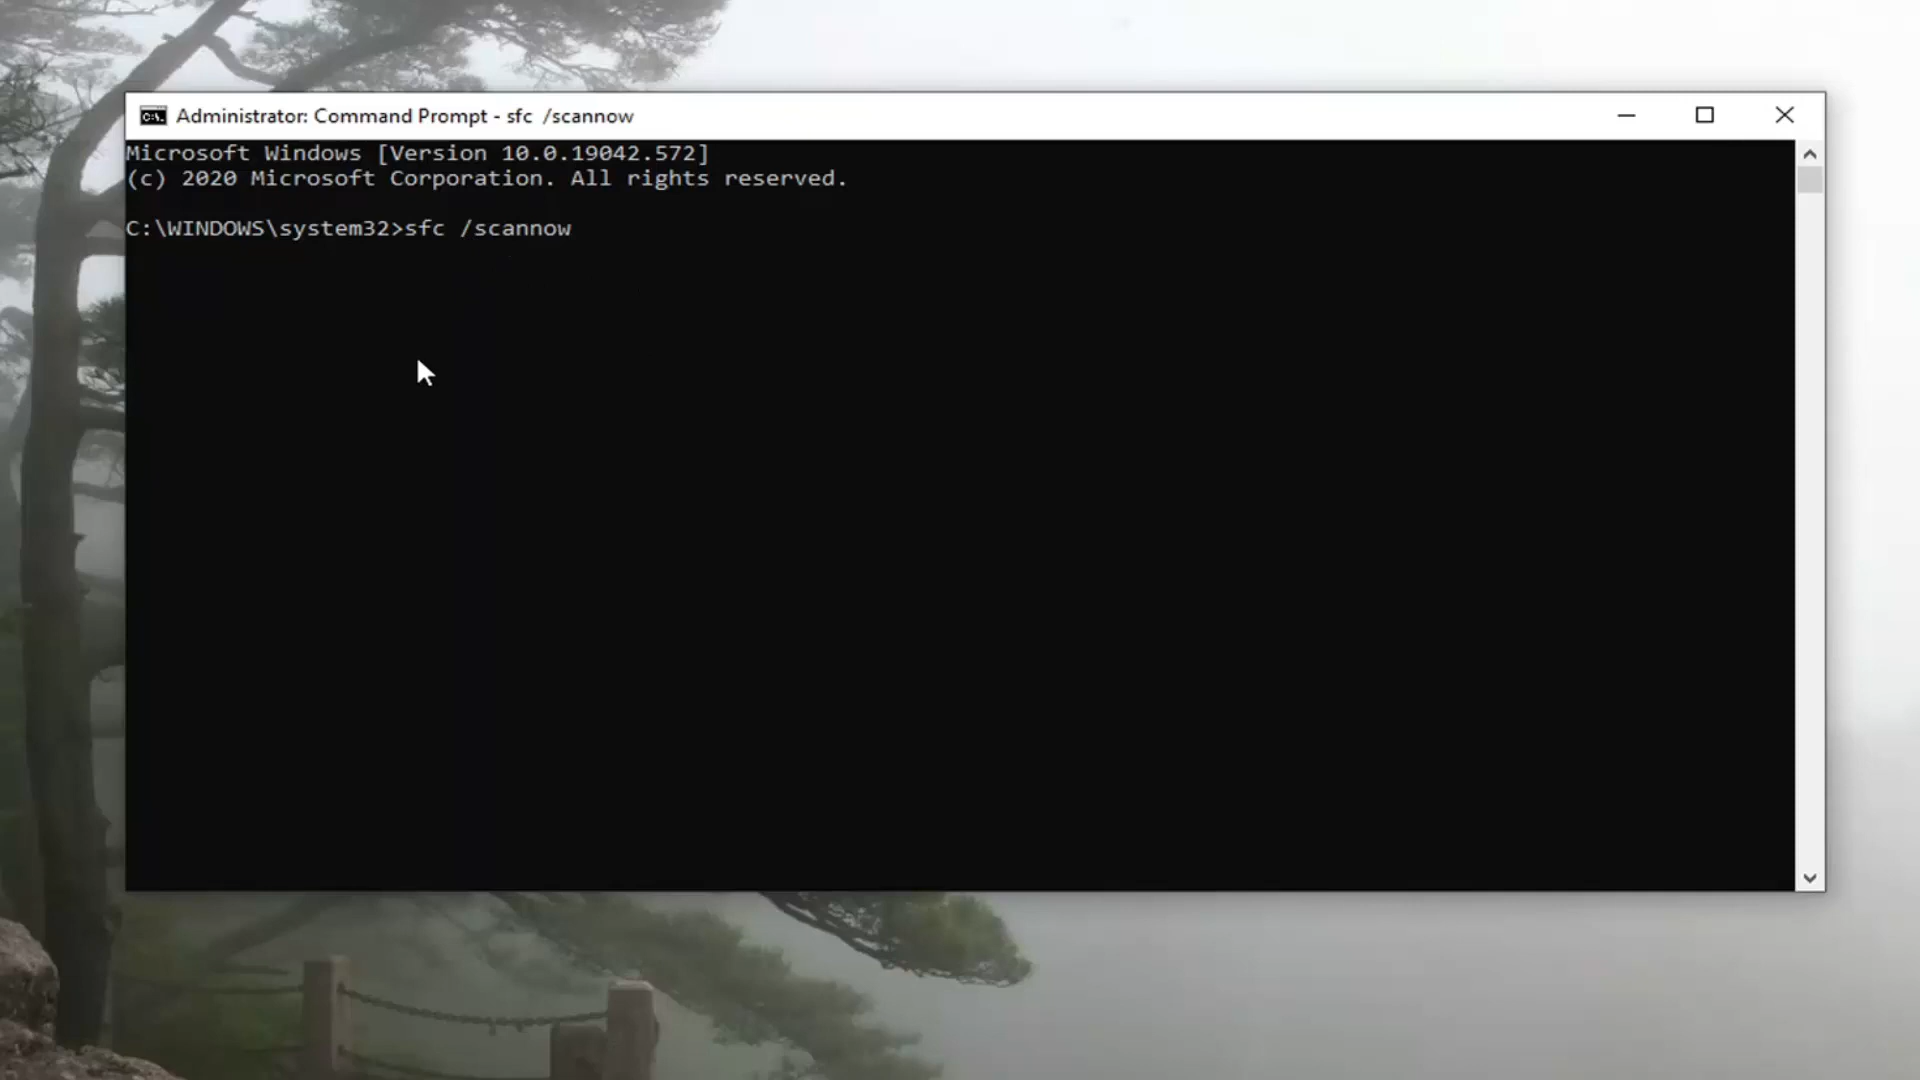 Administrator: Command Prompt - sfc  /scannow
Microsoft Windows [Version 10.0.19042.572]
(c) 2020 Microsoft Corporation. All rights reserved.
C:\WINDOWS\system32>sfc /scannow